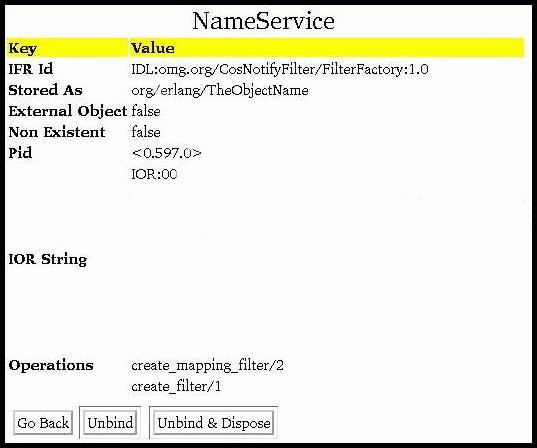 NameService
Key Value
IFR Id IDL:omg.org/CosNotifyFilter/FilterFactory:1.0
Stored As org/erlang/TheObjectName
External Object false
Non Existent false
Pid <0.597.0>
IOR:00
IOR String
Operations create_mapping_filter/2
create_filter/1
Go Back Unbind Unbind & Dispose